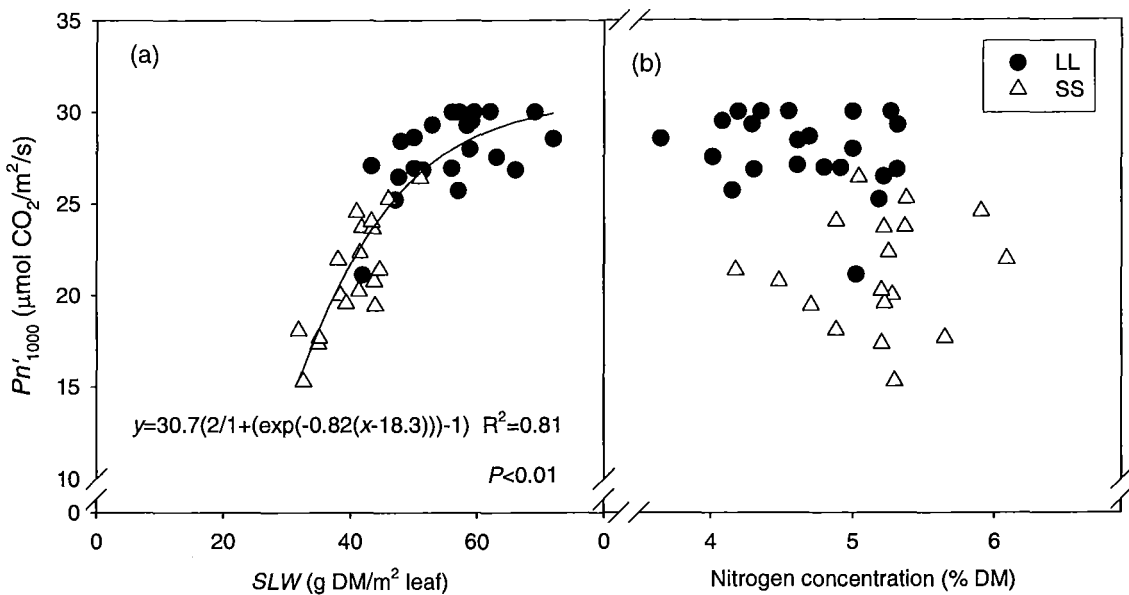 35
30
25
20
15
10
0
Pn'1000 (µmol CO2/m2/s)
(a)
y=30.7(2/1+(exp(-0.82(x-18.3)))-1) R2=0.81
P<0.01
0 20 40 60 0
SLW (g DM/m2 leaf)
(b)
LL
SS
4 5 6
Nitrogen concentration (% DM)